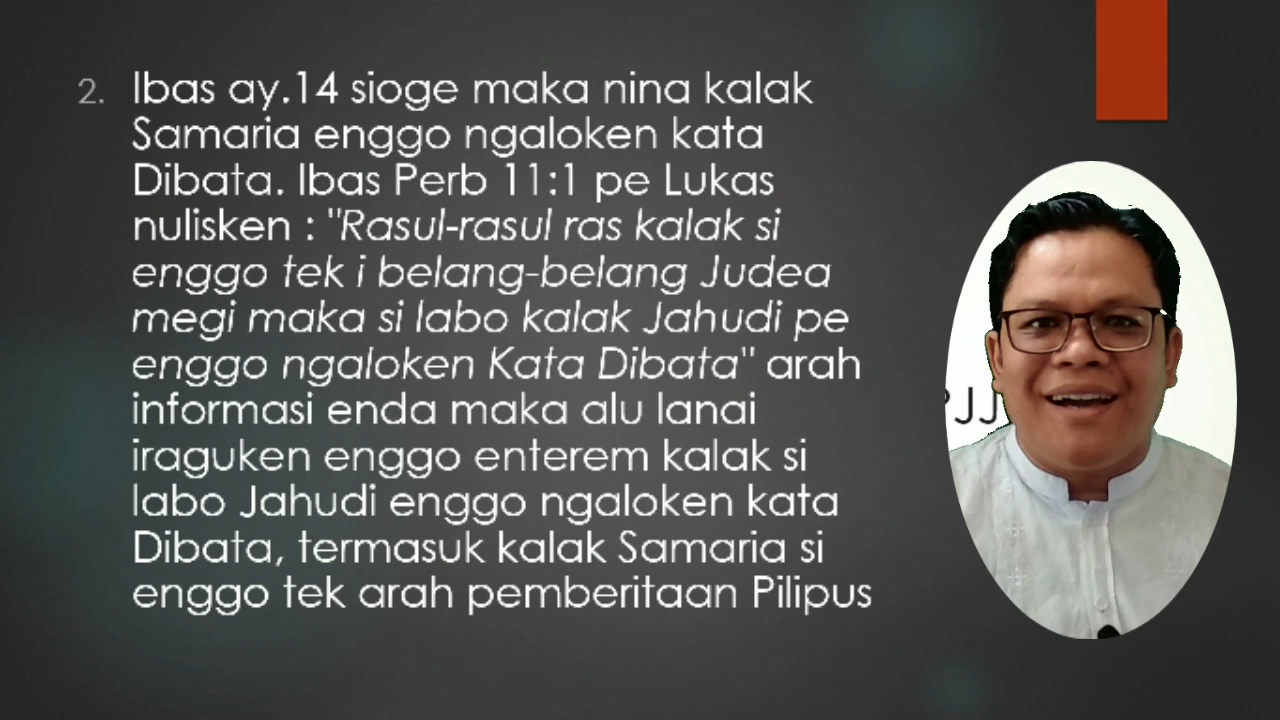 2. Ibas ay.14 sioge maka nina kalak
Samaria enggo ngaloken kata
Dibata. Ibas Perb 11:1 pe Lukas
nulisken : "Rasul-rasul ras kalak si
enggo tek i belang-belang Judea
megi maka si labo kalak Jahudi pe
enggo ngaloken Kata Dibata" arah
informasi enda maka alu lanai
iraguken enggo enterem kalak si
labo Jahudi enggo ngaloken kata
Dibata, termasuk kalak Samaria si
enggo tek arah pemberitaan Pilipus